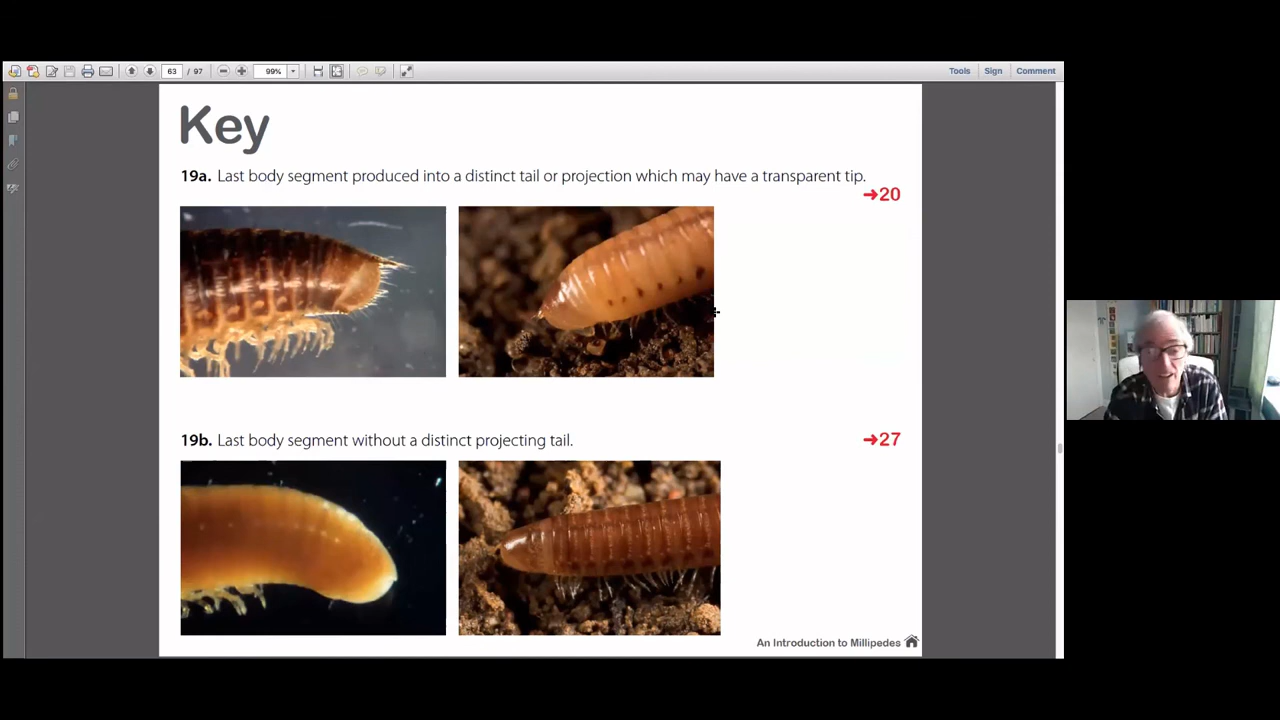 63 / 97
99%
Tools
Sign
Comment
Key
19a. Last body segment produced into a distinct tail or projection which may have a transparent tip.
➔20
19b. Last body segment without a distinct projecting tail.
➔27
An Introduction to Millipedes